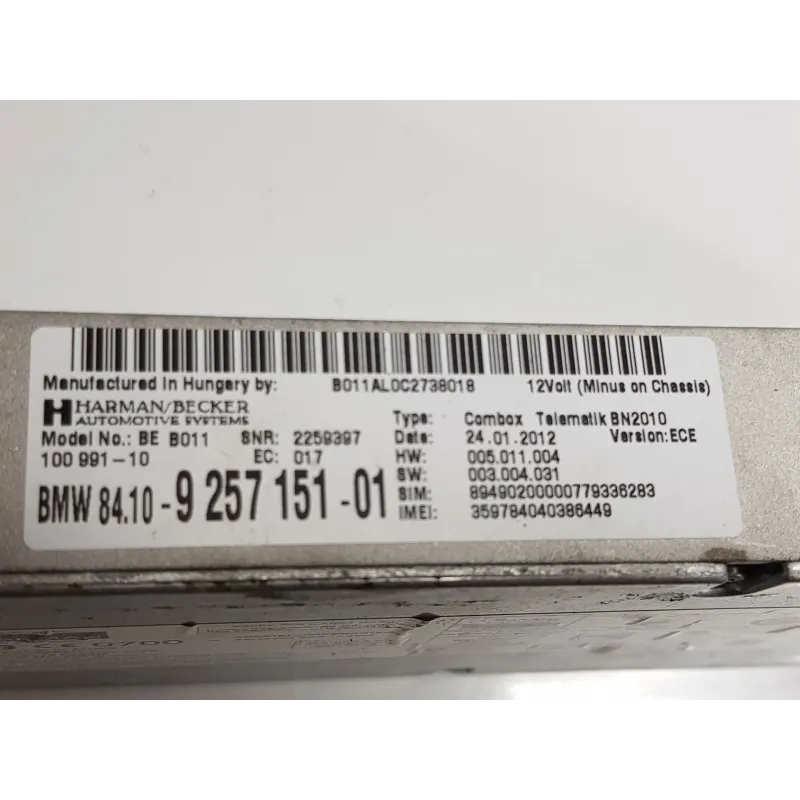 Manufactured in Hungary by: B011AL0C2738018 12Volt (Minus on Chassis)
HARMAN/BECKER
AUTOMOTIVE SYSTEMS
Type: Combox Telematik BN2010
Model No.: BE B011 SNR: 2259397 Date: 24.01.2012 Version: ECE
100 991-10 EC: 017 HW: 005.011.004
SW: 003.004.031
BMW 84.10 - 9 257 151 - 01 SIM: 89490200000779336283
IMEI: 359784040386449
CE 0700